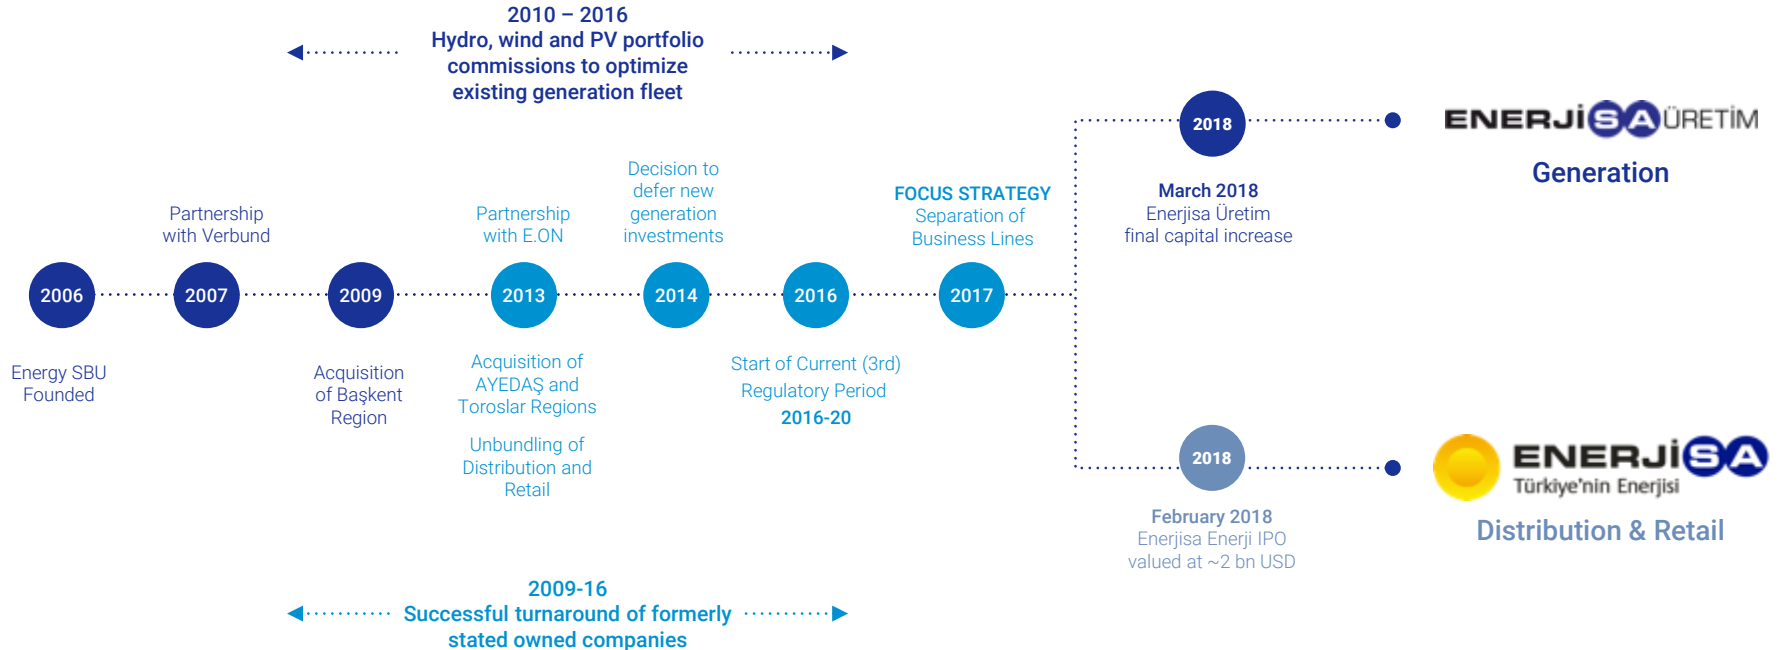 2010 – 2016
Hydro, wind and PV portfolio
commissions to optimize
existing generation fleet
2006
Energy SBU
Founded
Partnership
with Verbund
2007
2009
Acquisition
of Başkent
Region
Partnership
with E.ON
2013
Acquisition of
AYEDAŞ and
Toroslar Regions
Unbundling of
Distribution and
Retail
Decision to
defer new
generation
investments
2014
2016
Start of Current (3rd)
Regulatory Period
2016-20
FOCUS STRATEGY
Separation of
Business Lines
2017
2018
March 2018
Enerjisa Üretim
final capital increase
ENERJİSA ÜRETİM
Generation
2018
February 2018
Enerjisa Enerji IPO
valued at ~2 bn USD
ENERJİSA
Türkiye'nin Enerjisi
Distribution & Retail
2009-16
Successful turnaround of formerly
stated owned companies